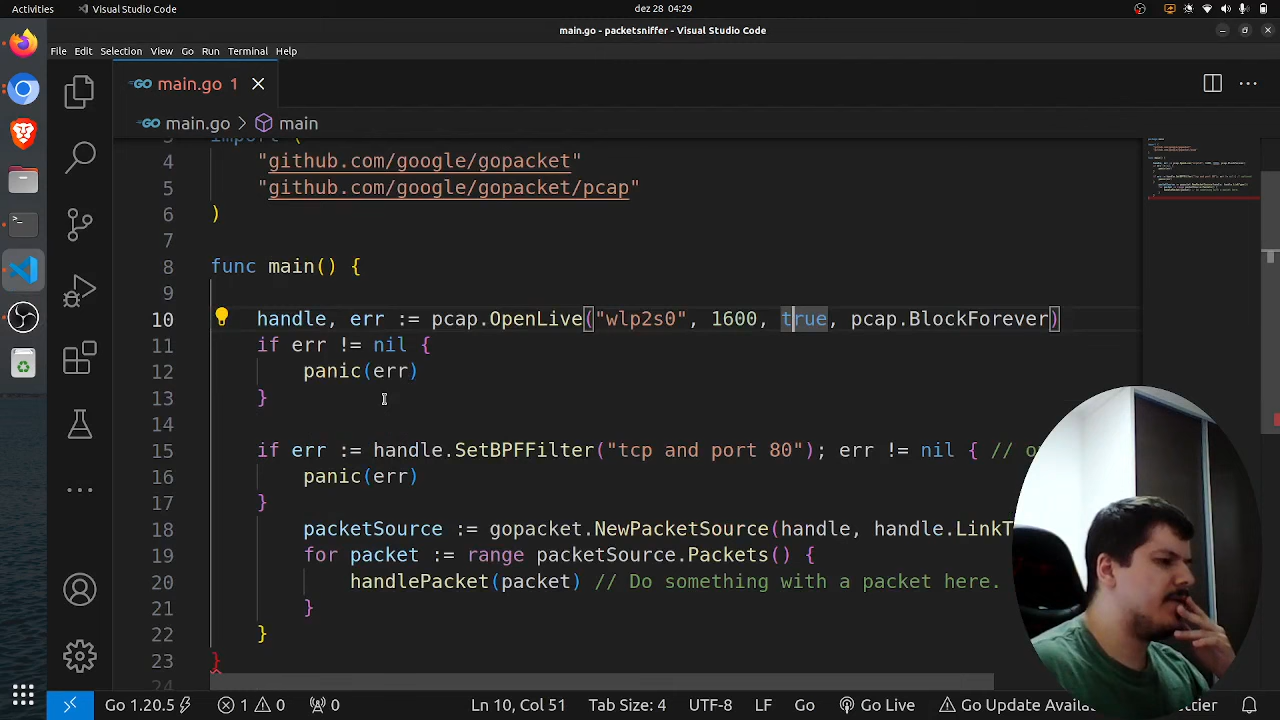 Activities
Visual Studio Code
dez 28 04:29
main.go - packetsniffer - Visual Studio Code
File Edit Selection View Go Run Terminal Help
GO main.go 1
GO main.go > main
4 "github.com/google/gopacket"
5 "github.com/google/gopacket/pcap"
6 )
7
8 func main() {
9
10 handle, err := pcap.OpenLive("wlp2s0", 1600, true, pcap.BlockForever)
11 if err != nil {
12 panic(err)
13 }
14
15 if err := handle.SetBPFFilter("tcp and port 80"); err != nil { //
16 panic(err)
17 }
18 packetSource := gopacket.NewPacketSource(handle, handle.LinkT
19 for packet := range packetSource.Packets() {
20 handlePacket(packet) // Do something with a packet here.
21 }
22 }
23 }
24
Go 1.20.5 1 0 0 Ln 10, Col 51 Tab Size: 4 UTF-8 LF Go Go Live Go Update